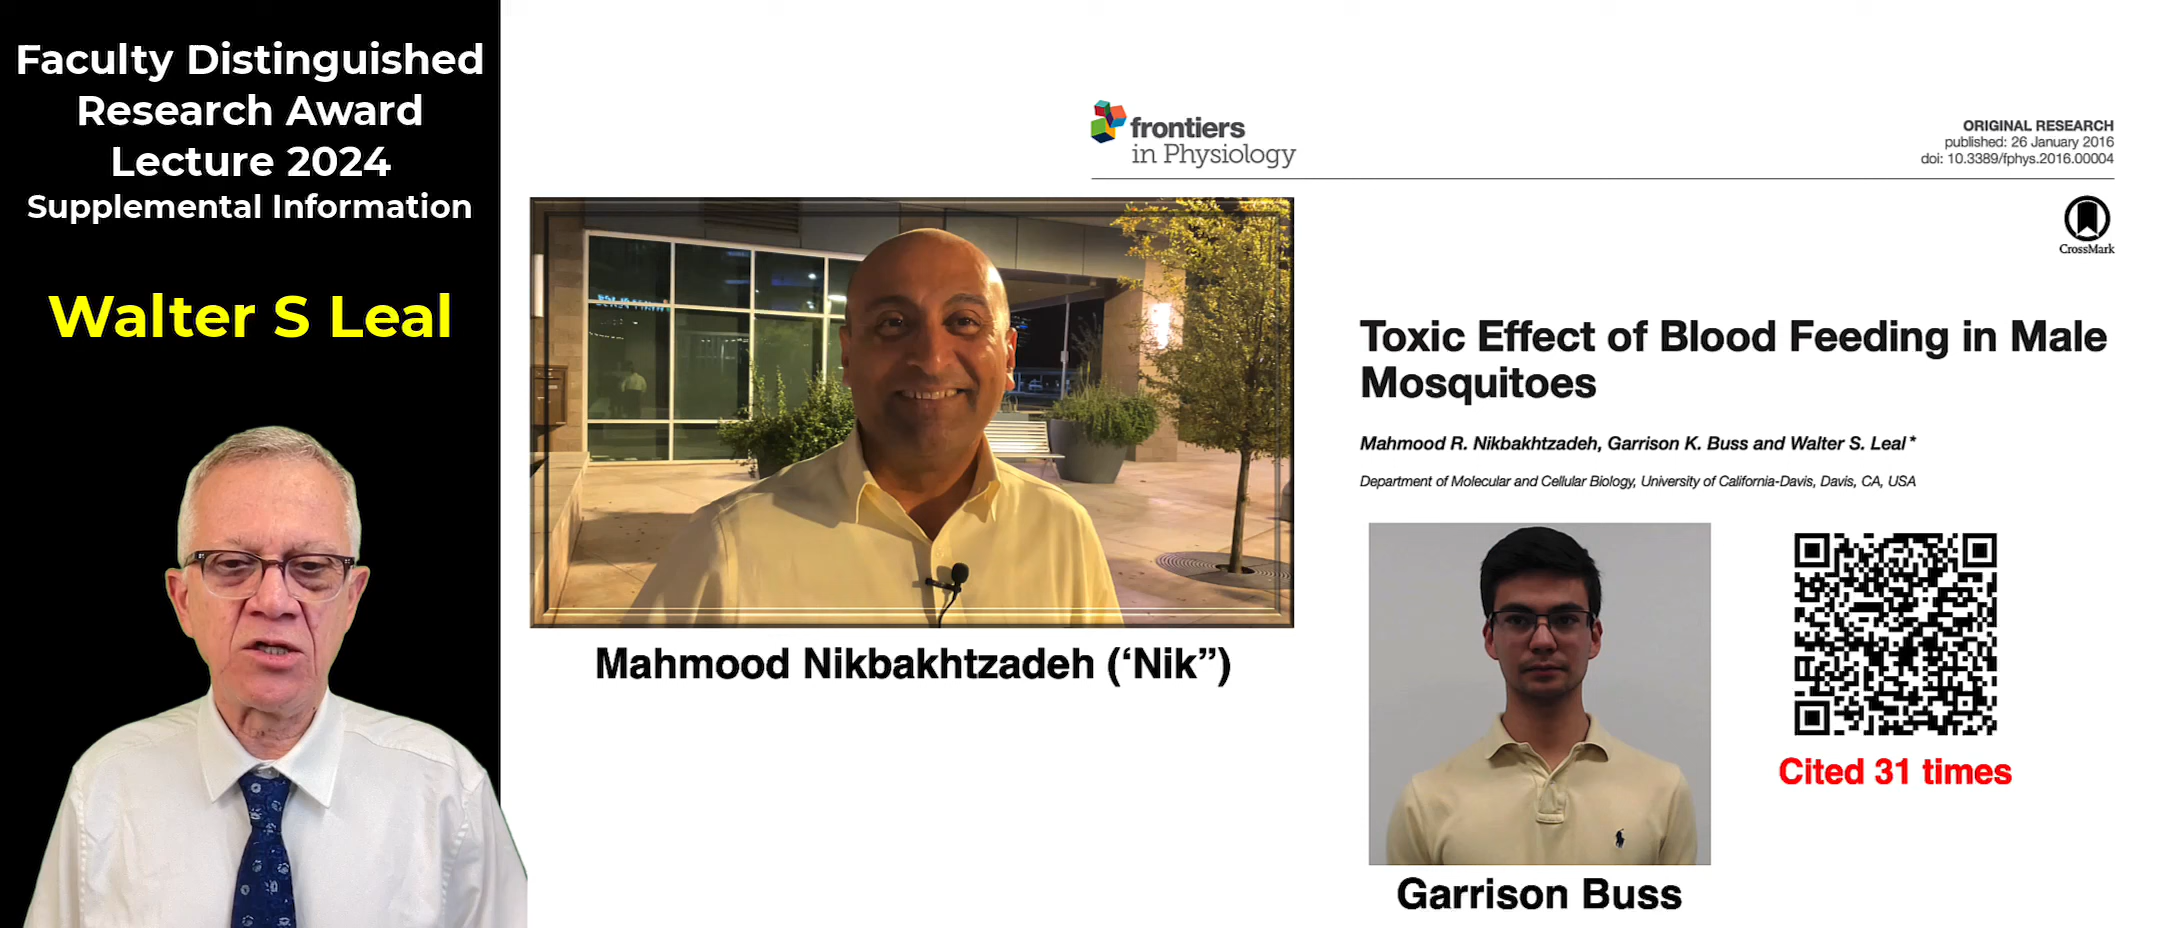 Faculty Distinguished
Research Award
Lecture 2024
Supplemental Information
Walter S Leal
frontiers
in Physiology
ORIGINAL RESEARCH
published: 26 January 2016
doi: 10.3389/fphys.2016.00004
CrossMark
Toxic Effect of Blood Feeding in Male
Mosquitoes
Mahmood R. Nikbakhtzadeh, Garrison K. Buss and Walter S. Leal*
Department of Molecular and Cellular Biology, University of California-Davis, Davis, CA, USA
Mahmood Nikbakhtzadeh (‘Nik”)
Cited 31 times
Garrison Buss